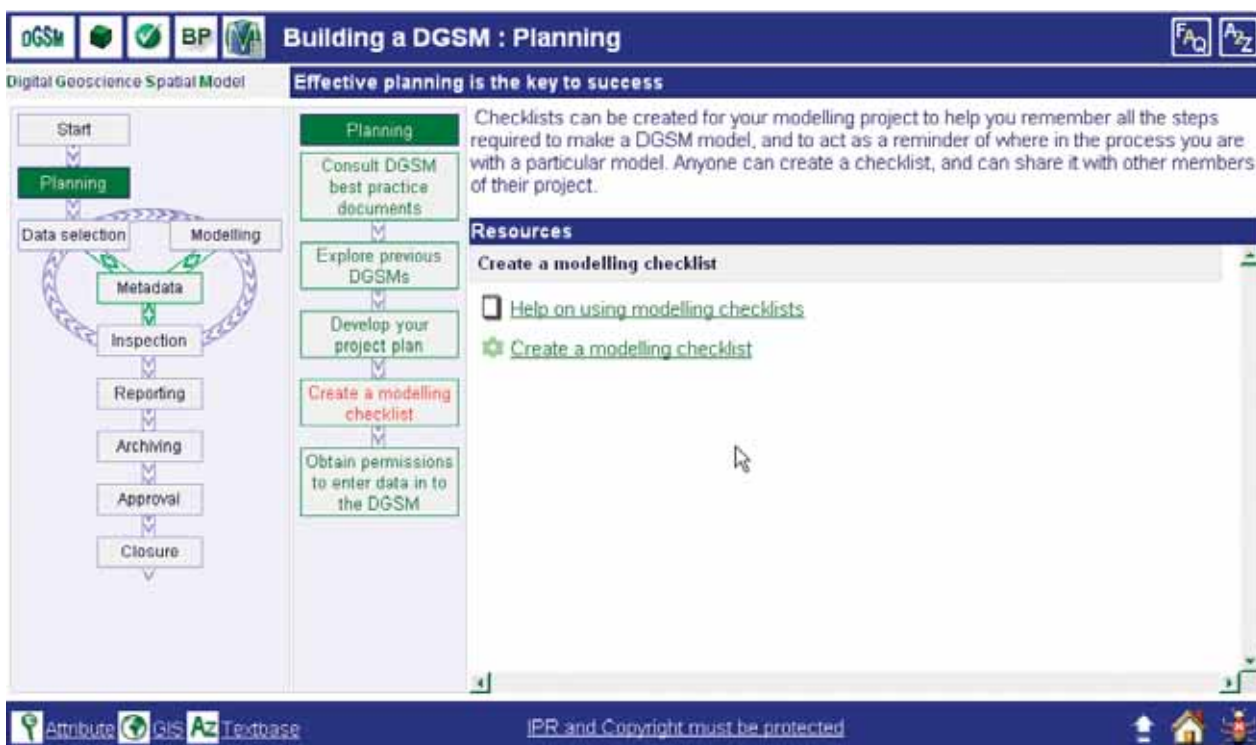 DGSM BP Building a DGSM : Planning FAQ AZZ
Digital Geoscience Spatial Model
Effective planning is the key to success
Start
Planning
Data selection
Modelling
Metadata
Inspection
Reporting
Archiving
Approval
Closure
Planning
Consult DGSM
best practice
documents
Explore previous
DGSMs
Develop your
project plan
Create a modelling
checklist
Obtain permissions
to enter data in to
the DGSM
Checklists can be created for your modelling project to help you remember all the steps
required to make a DGSM model, and to act as a reminder of where in the process you are
with a particular model. Anyone can create a checklist, and can share it with other members
of their project.
Resources
Create a modelling checklist
Help on using modelling checklists
Create a modelling checklist
Attribute GIS AZ Textbase
IPR and Copyright must be protected